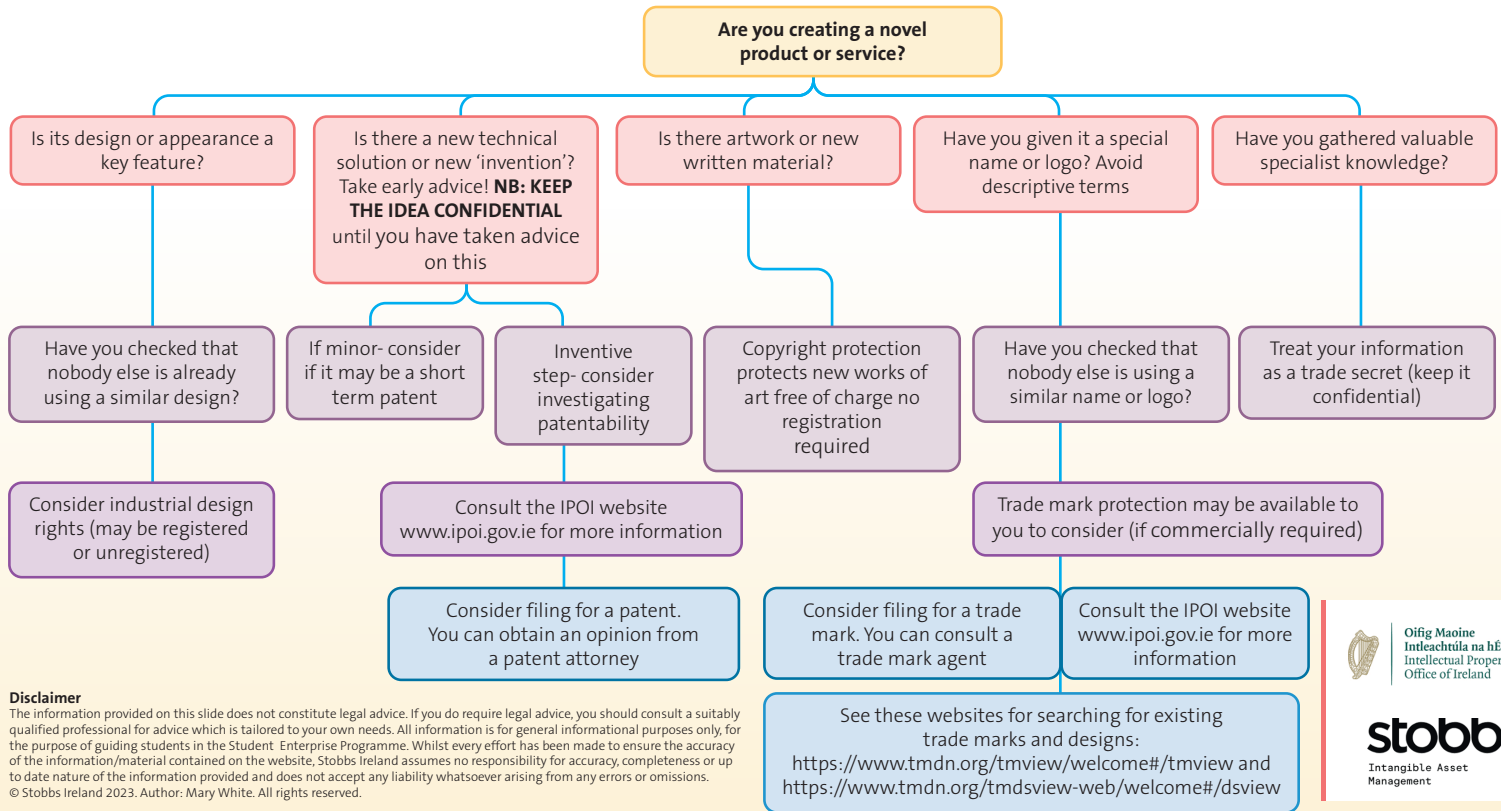 Are you creating a novel
product or service?
Is its design or appearance a
key feature?
Is there a new technical
solution or new ‘invention’?
Take early advice! NB: KEEP
THE IDEA CONFIDENTIAL
until you have taken advice
on this
Is there artwork or new
written material?
Have you given it a special
name or logo? Avoid
descriptive terms
Have you gathered valuable
specialist knowledge?
Have you checked that
nobody else is already
using a similar design?
If minor- consider
if it may be a short
term patent
Inventive
step- consider
investigating
patentability
Copyright protection
protects new works of
art free of charge no
registration
required
Have you checked that
nobody else is using a
similar name or logo?
Treat your information
as a trade secret (keep it
confidential)
Consider industrial design
rights (may be registered
or unregistered)
Consult the IPOI website
www.ipoi.gov.ie for more information
Trade mark protection may be available to
you to consider (if commercially required)
Consider filing for a patent.
You can obtain an opinion from
a patent attorney
Consider filing for a trade
mark. You can consult a
trade mark agent
Consult the IPOI website
www.ipoi.gov.ie for more
information
See these websites for searching for existing
trade marks and designs:
https://www.tmdn.org/tmview/welcome#/tmview and
https://www.tmdn.org/tmdsview-web/welcome#/dsview
Disclaimer
The information provided on this slide does not constitute legal advice. If you do require legal advice, you should consult a suitably
qualified professional for advice which is tailored to your own needs. All information is for general informational purposes only, for
the purpose of guiding students in the Student Enterprise Programme. Whilst every effort has been made to ensure the accuracy
of the information/material contained on the website, Stobbs Ireland assumes no responsibility for accuracy, completeness or up
to date nature of the information provided and does not accept any liability whatsoever arising from any errors or omissions.
© Stobbs Ireland 2023. Author: Mary White. All rights reserved.
Oifig Maoine
Intleachtúla na
Intellectual
Office of Ireland
Intangible Asset
Management